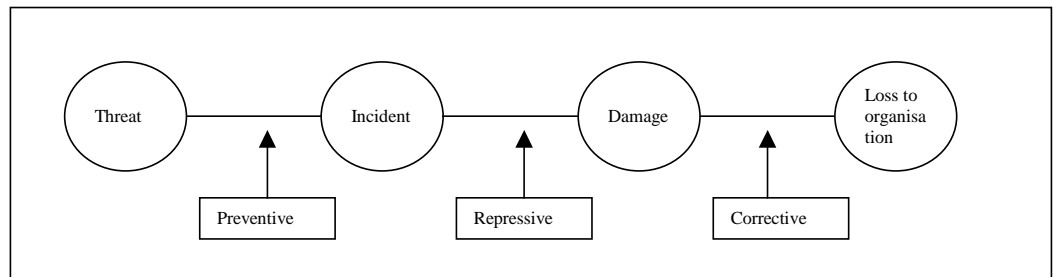 Threat
Incident
Damage
Loss to
organisa
tion
Preventive
Repressive
Corrective